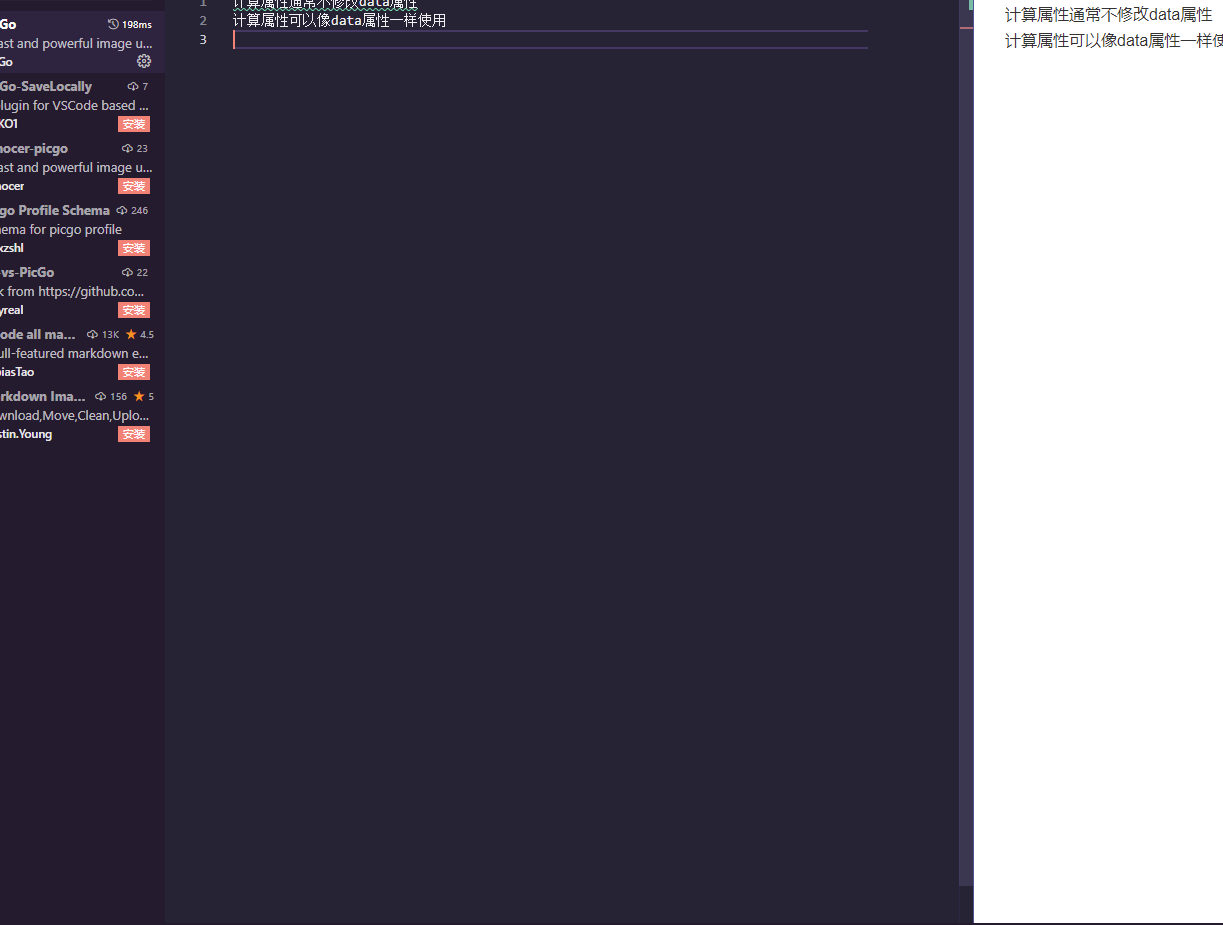 Go 198ms
ast and powerful image u...
Go
Go-SaveLocally 7
lugin for VSCode based ...
KO1 安装
nocer-picgo 23
ast and powerful image u...
ocer 安装
go Profile Schema 246
ema for picgo profile
kzshl 安装
-vs-PicGo 22
k from https://github.co...
yreal 安装
ode all ma... 13K 4.5
ull-featured markdown e...
iasTao 安装
rkdown Ima... 156 5
wnload,Move,Clean,Uplo...
stin.Young 安装
1 计算属性通常不修改data属性
2 计算属性可以像data属性一样使用
3
计算属性通常不修改data属性
计算属性可以像data属性一样使